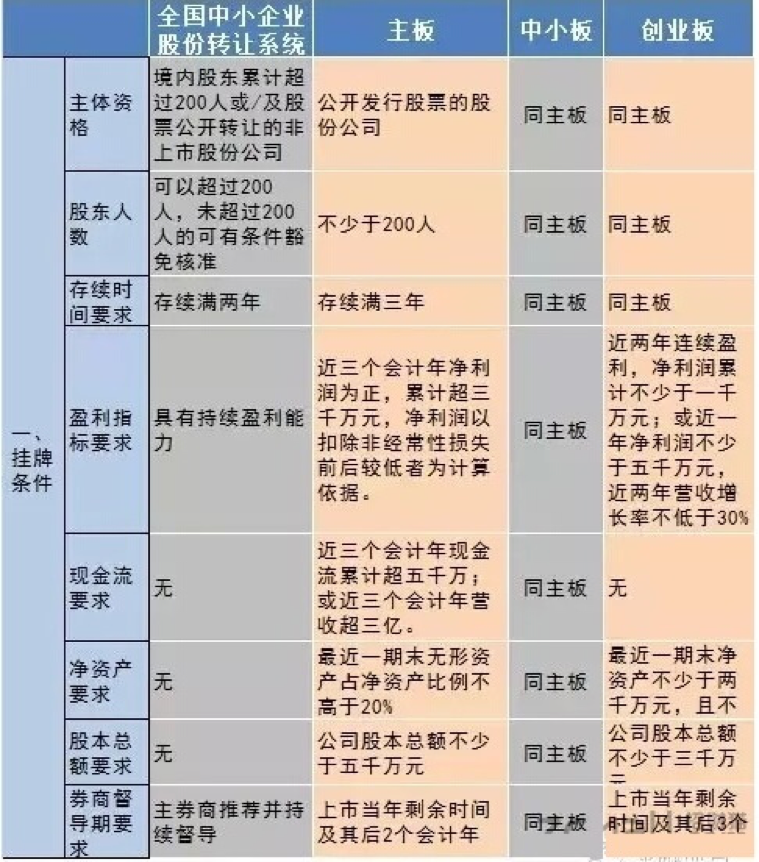 全国中小企业
股份转让系统
主板
中小板
创业板
一、
挂牌
条件
主体资
格
境内股东累计超
过200人或/及股
票公开转让的非
上市股份公司
公开发行股票的股
份公司
同主板
同主板
股东人
数
可以超过200
人，未超过200
人的可有条件豁
免核准
不少于200人
同主板
同主板
存续时
间要求
存续满两年
存续满三年
同主板
同主板
盈利指
标要求
具有持续盈利能
力
近三个会计年净利
润为正，累计超三
千万元，净利润以
扣除非经常性损失
前后较低者为计算
依据。
同主板
近两年连续盈
利，净利润累
计不少于一千
万元；或近一
年净利润不少
于五千万元，
近两年营收增
长率不低于30%
现金流
要求
无
近三个会计年现金
流累计超五千万；
或近三个会计年营
收超三亿。
同主板
无
净资产
要求
无
最近一期末无形资
产占净资产比例不
高于20%
同主板
最近一期末净
资产不少于两
千万元，且不
股本总
额要求
无
公司股本总额不少
于五千万元
同主板
公司股本总额
不少于三千万
券商督
导期要
求
主券商推荐并持
续督导
上市当年剩余时间
及其后2个会计年
同主板
上市当年剩余
时间及其后3个